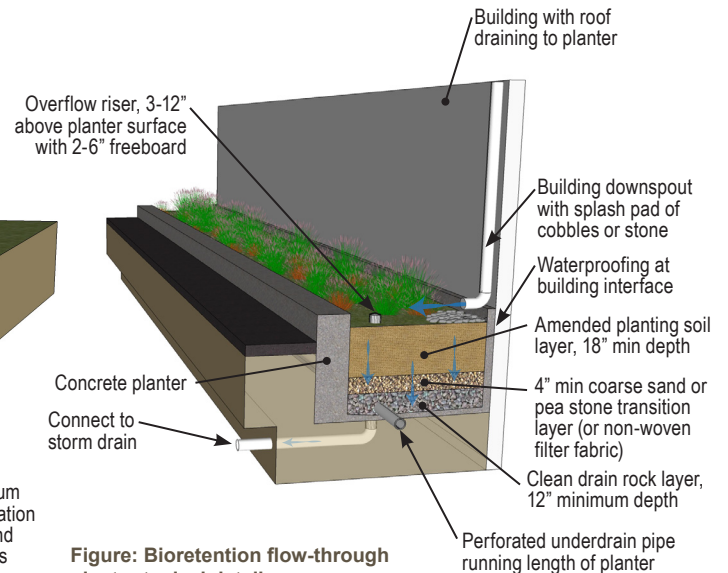 Building with roof
draining to planter
Overflow riser, 3-12"
above planter surface
with 2-6" freeboard
Building downspout
with splash pad of
cobbles or stone
Waterproofing at
building interface
Amended planting soil
layer, 18" min depth
Concrete planter
4" min coarse sand or
pea stone transition
layer (or non-woven
filter fabric)
Connect to
storm drain
Clean drain rock layer,
12" minimum depth
Perforated underdrain pipe
running length of planter
Figure: Bioretention flow-through